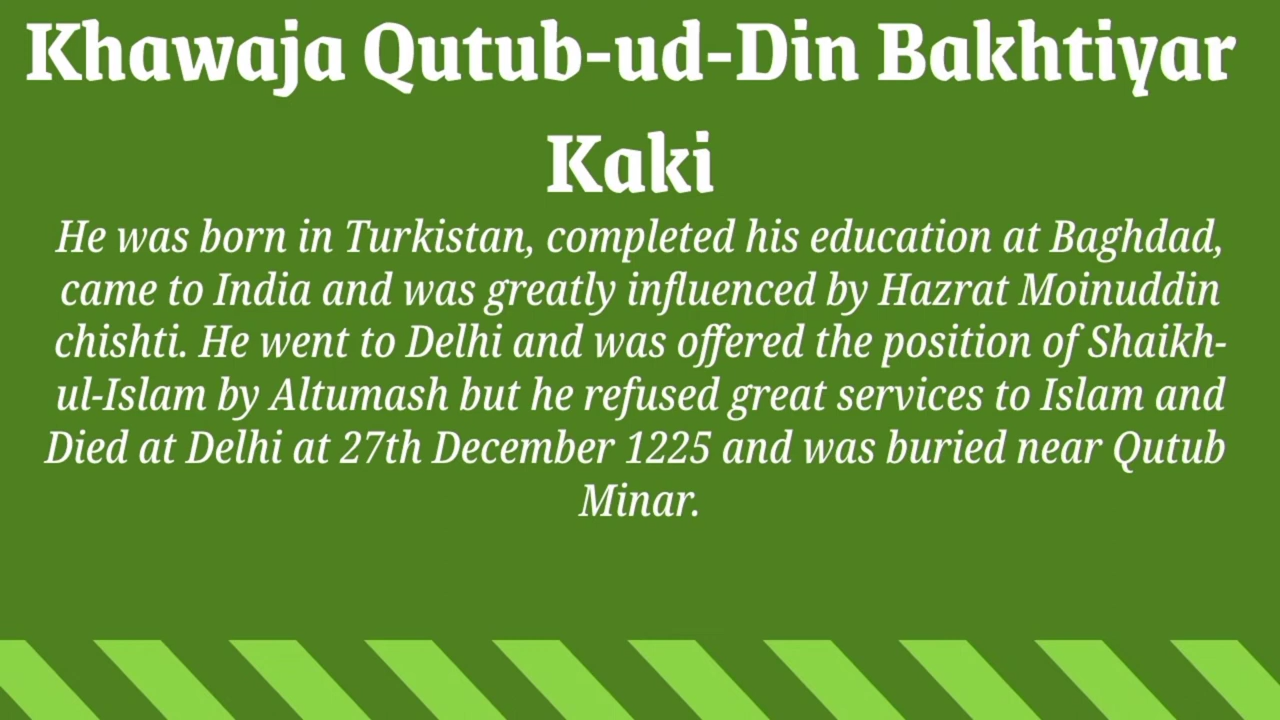 Khawaja Qutub-ud-Din Bakhtiyar
Kaki
He was born in Turkistan, completed his education at Baghdad,
came to India and was greatly influenced by Hazrat Moinuddin
chishti. He went to Delhi and was offered the position of Shaikh-
ul-Islam by Altumash but he refused great services to Islam and
Died at Delhi at 27th December 1225 and was buried near Qutub
Minar.